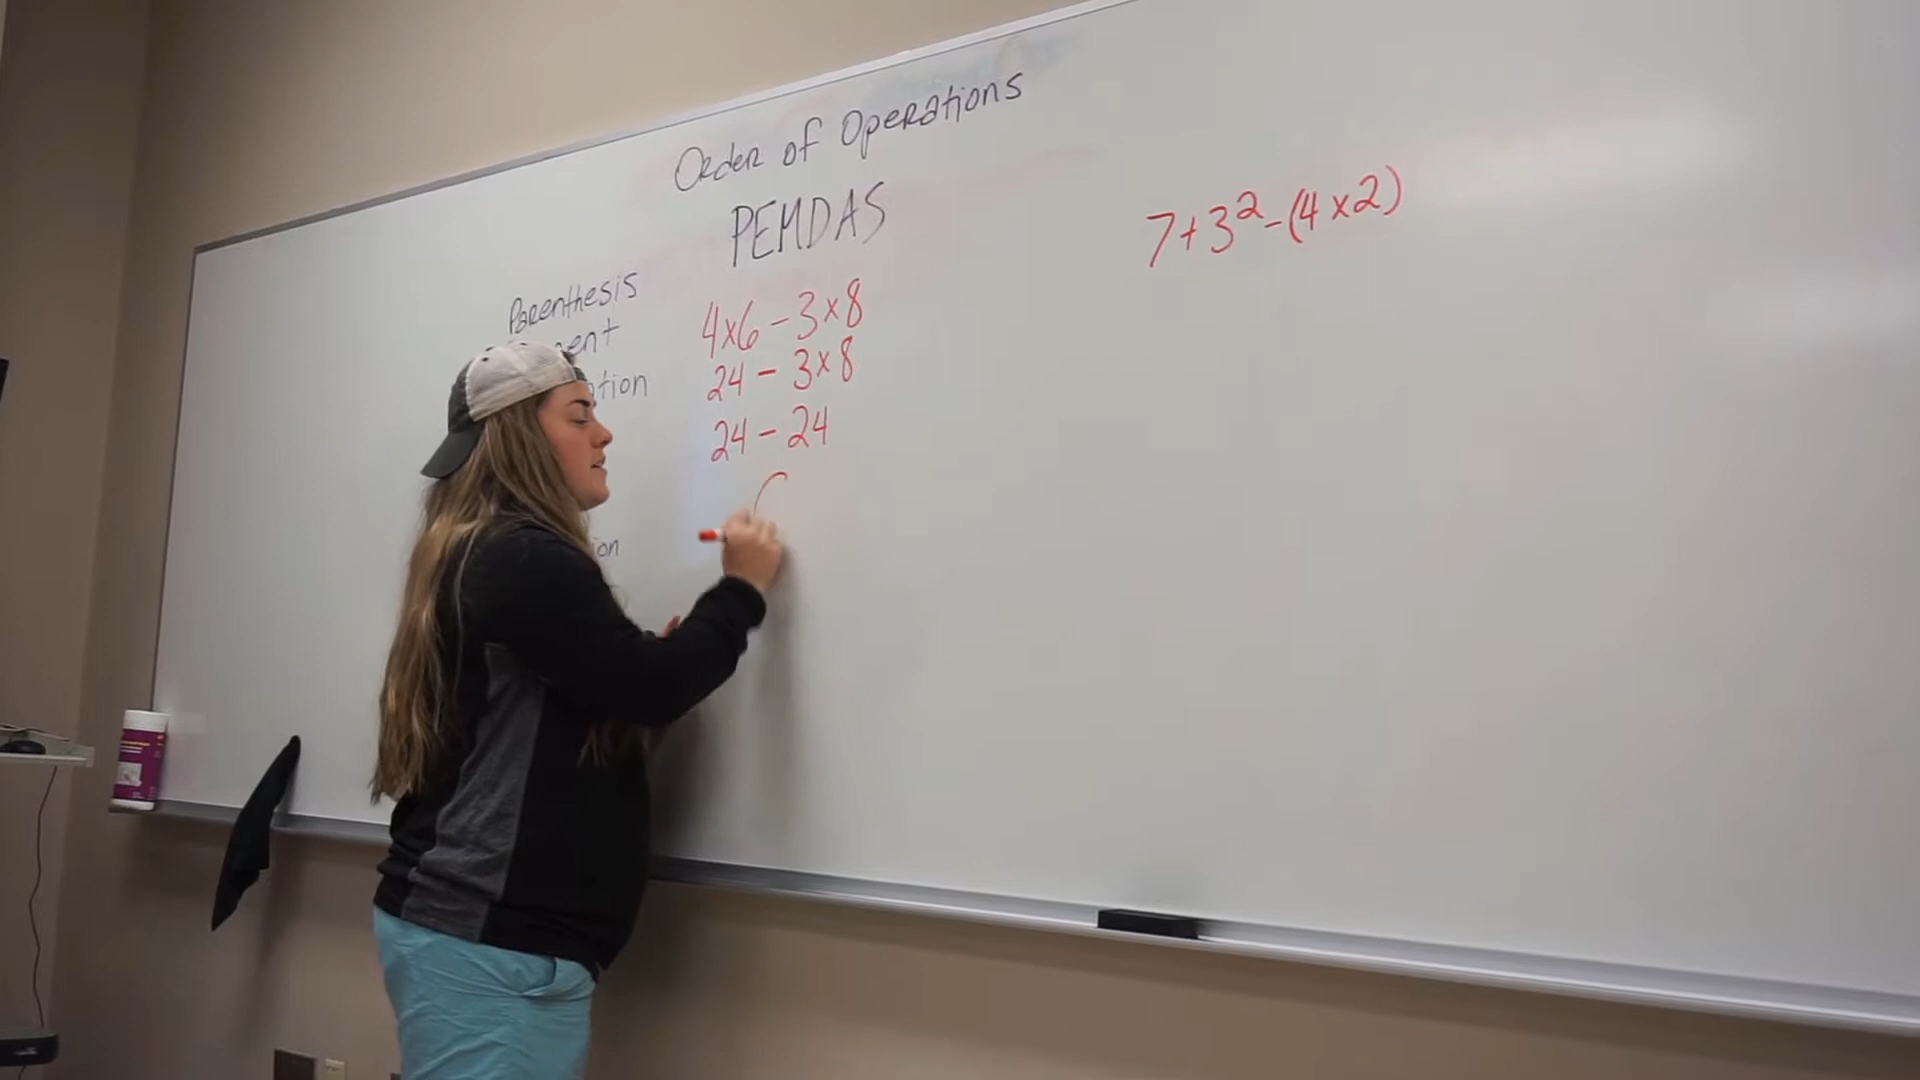 Order of Operations
PEMDAS
Parenthesis
4x6 - 3x8
24 - 3x8
24 - 24
7+3²-(4x2)